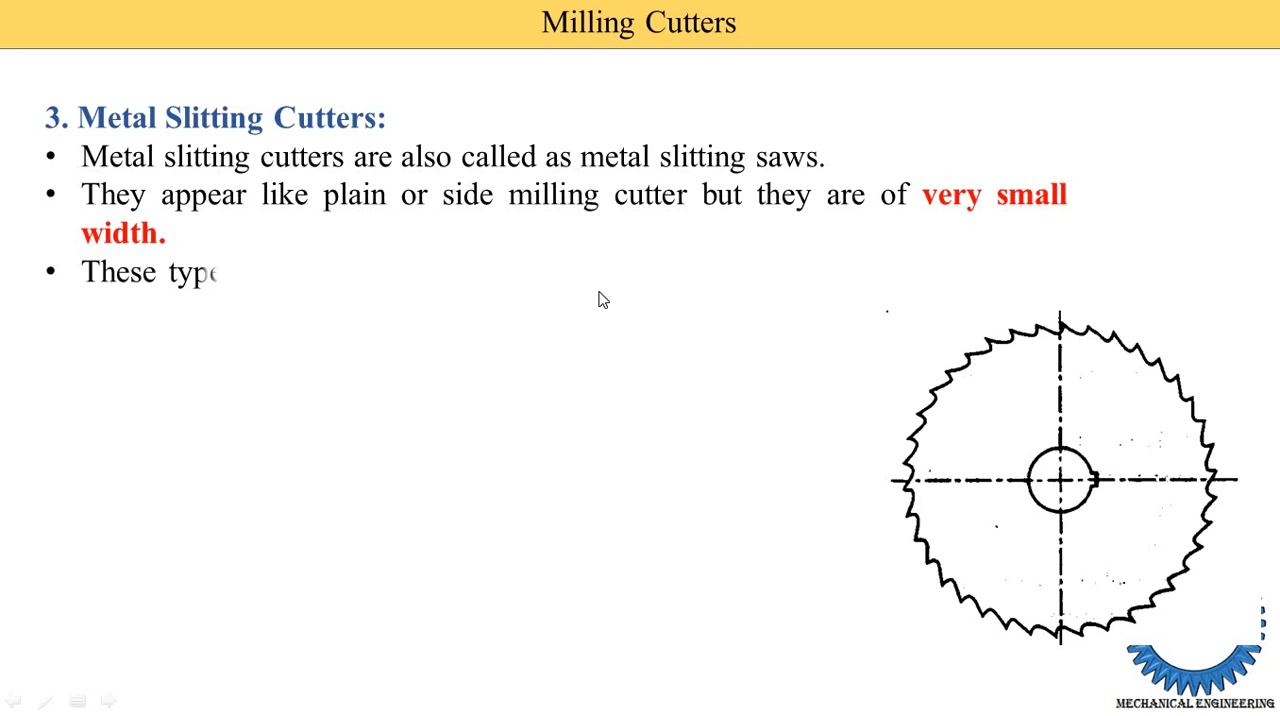 Milling Cutters
3. Metal Slitting Cutters:
• Metal slitting cutters are also called as metal slitting saws.
• They appear like plain or side milling cutter but they are of very small
width.
• These type
MECHANICAL ENGINEERING